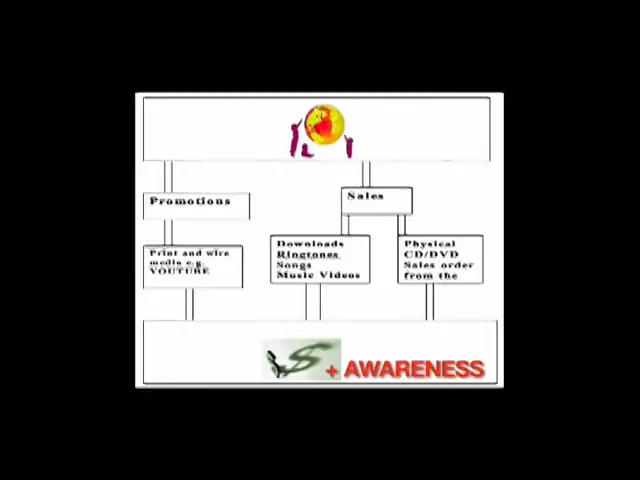 Promotions
Sales
Print and wire
media e.g.
YOUTUBE
Downloads
Ringtones
Songs
Music Videos
Physical
CD/DVD
Sales order
from the
$ + AWARENESS